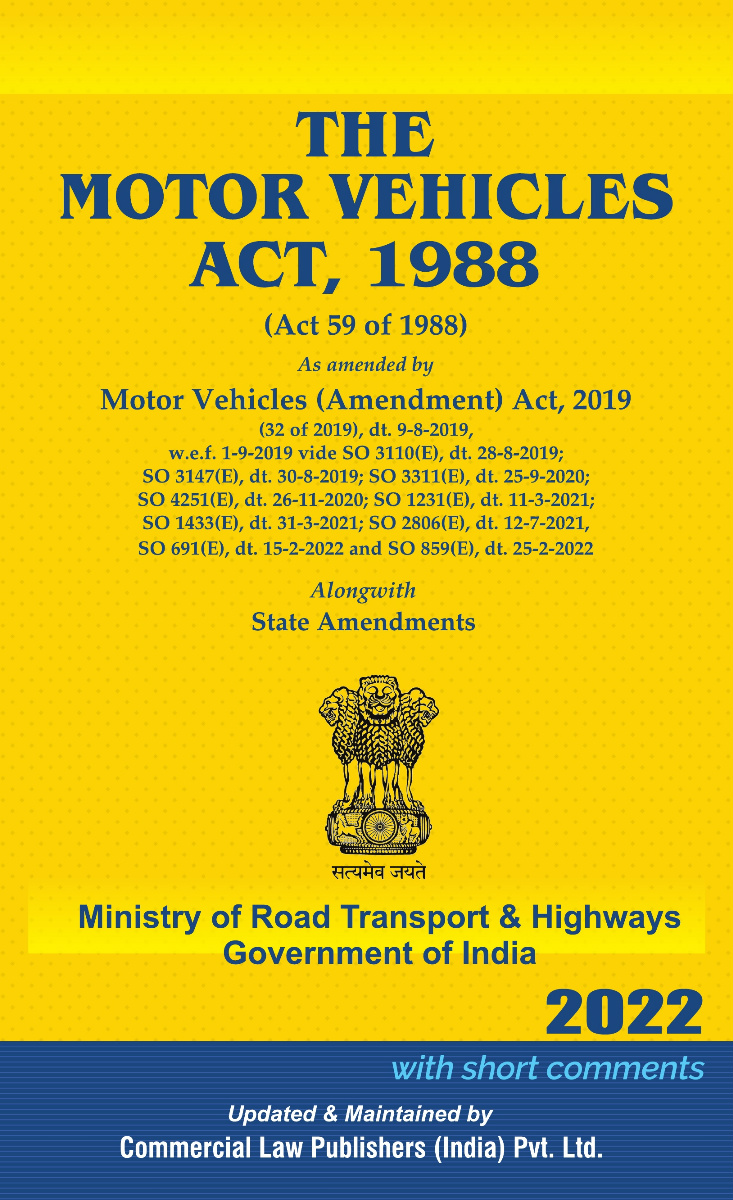 THE
MOTOR VEHICLES
ACT, 1988
(Act 59 of 1988)
As amended by
Motor Vehicles (Amendment) Act, 2019
(32 of 2019), dt. 9-8-2019,
w.e.f. 1-9-2019 vide SO 3110(E), dt. 28-8-2019;
SO 3147(E), dt. 30-8-2019; SO 3311(E), dt. 25-9-2020;
SO 4251(E), dt. 26-11-2020; SO 1231(E), dt. 11-3-2021;
SO 1433(E), dt. 31-3-2021; SO 2806(E), dt. 12-7-2021,
SO 691(E), dt. 15-2-2022 and SO 859(E), dt. 25-2-2022
Alongwith
State Amendments
सत्यमेव जयते
Ministry of Road Transport & Highways
Government of India
2022
with short comments
Updated & Maintained by
Commercial Law Publishers (India) Pvt. Ltd.